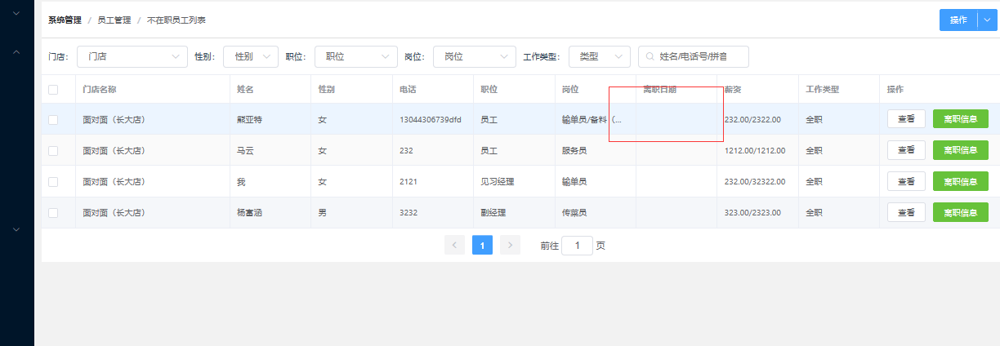 系统管理 / 员工管理 / 不在职员工列表
操作
门店: 门店 性别: 性别 职位: 职位 岗位: 岗位 工作类型: 类型 姓名/电话号/拼音
门店名称 姓名 性别 电话 职位 岗位 离职日期 薪资 工作类型 操作
面对面（长大店） 熊亚特 女 13044306739dfd 员工 输单员/备料（... 232.00/2322.00 全职 查看 离职信息
面对面（长大店） 马云 女 232 员工 服务员 1212.00/1212.00 全职 查看 离职信息
面对面（长大店） 我 女 2121 见习经理 输单员 232.00/32322.00 全职 查看 离职信息
面对面（长大店） 杨富涵 男 3232 副经理 传菜员 323.00/2323.00 全职 查看 离职信息
1 前往 1 页